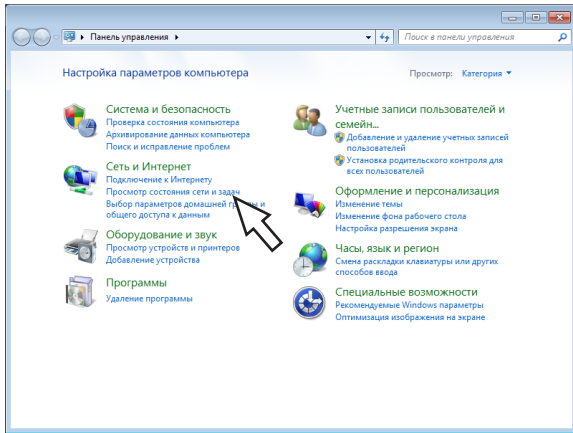 Панель управления
Поиск в панели управления
Настройка параметров компьютера
Просмотр: Категория
Система и безопасность
Проверка состояния компьютера
Архивирование данных компьютера
Поиск и исправление проблем
Сеть и Интернет
Подключение к Интернету
Просмотр состояния сети и задач
Выбор параметров домашней группы и
общего доступа к данным
Оборудование и звук
Просмотр устройств и принтеров
Добавление устройства
Программы
Удаление программы
Учетные записи пользователей и
семейн...
Добавление и удаление учетных записей
пользователей
Установка родительского контроля для
всех пользователей
Оформление и персонализация
Изменение темы
Изменение фона рабочего стола
Настройка разрешения экрана
Часы, язык и регион
Смена раскладки клавиатуры или других
способов ввода
Специальные возможности
Рекомендуемые Windows параметры
Оптимизация изображения на экране